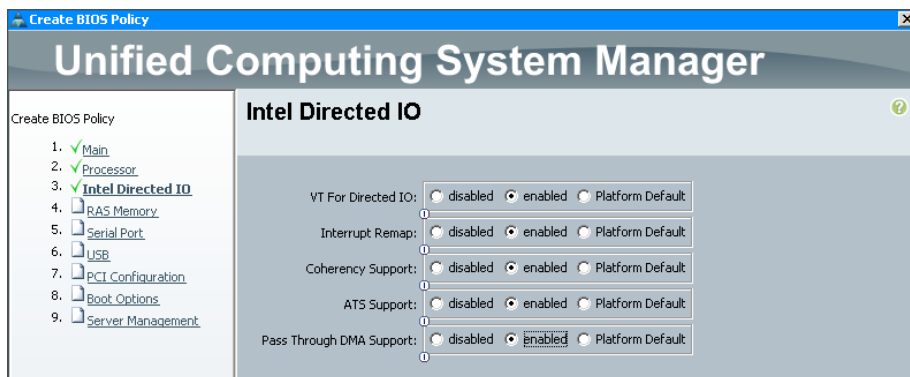 Create BIOS Policy
Unified Computing System Manager
Create BIOS Policy
1. Main
2. Processor
3. Intel Directed IO
4. RAS Memory
5. Serial Port
6. USB
7. PCI Configuration
8. Boot Options
9. Server Management
Intel Directed IO
VT For Directed IO: disabled enabled Platform Default
Interrupt Remap: disabled enabled Platform Default
Coherency Support: disabled enabled Platform Default
ATS Support: disabled enabled Platform Default
Pass Through DMA Support: disabled enabled Platform Default